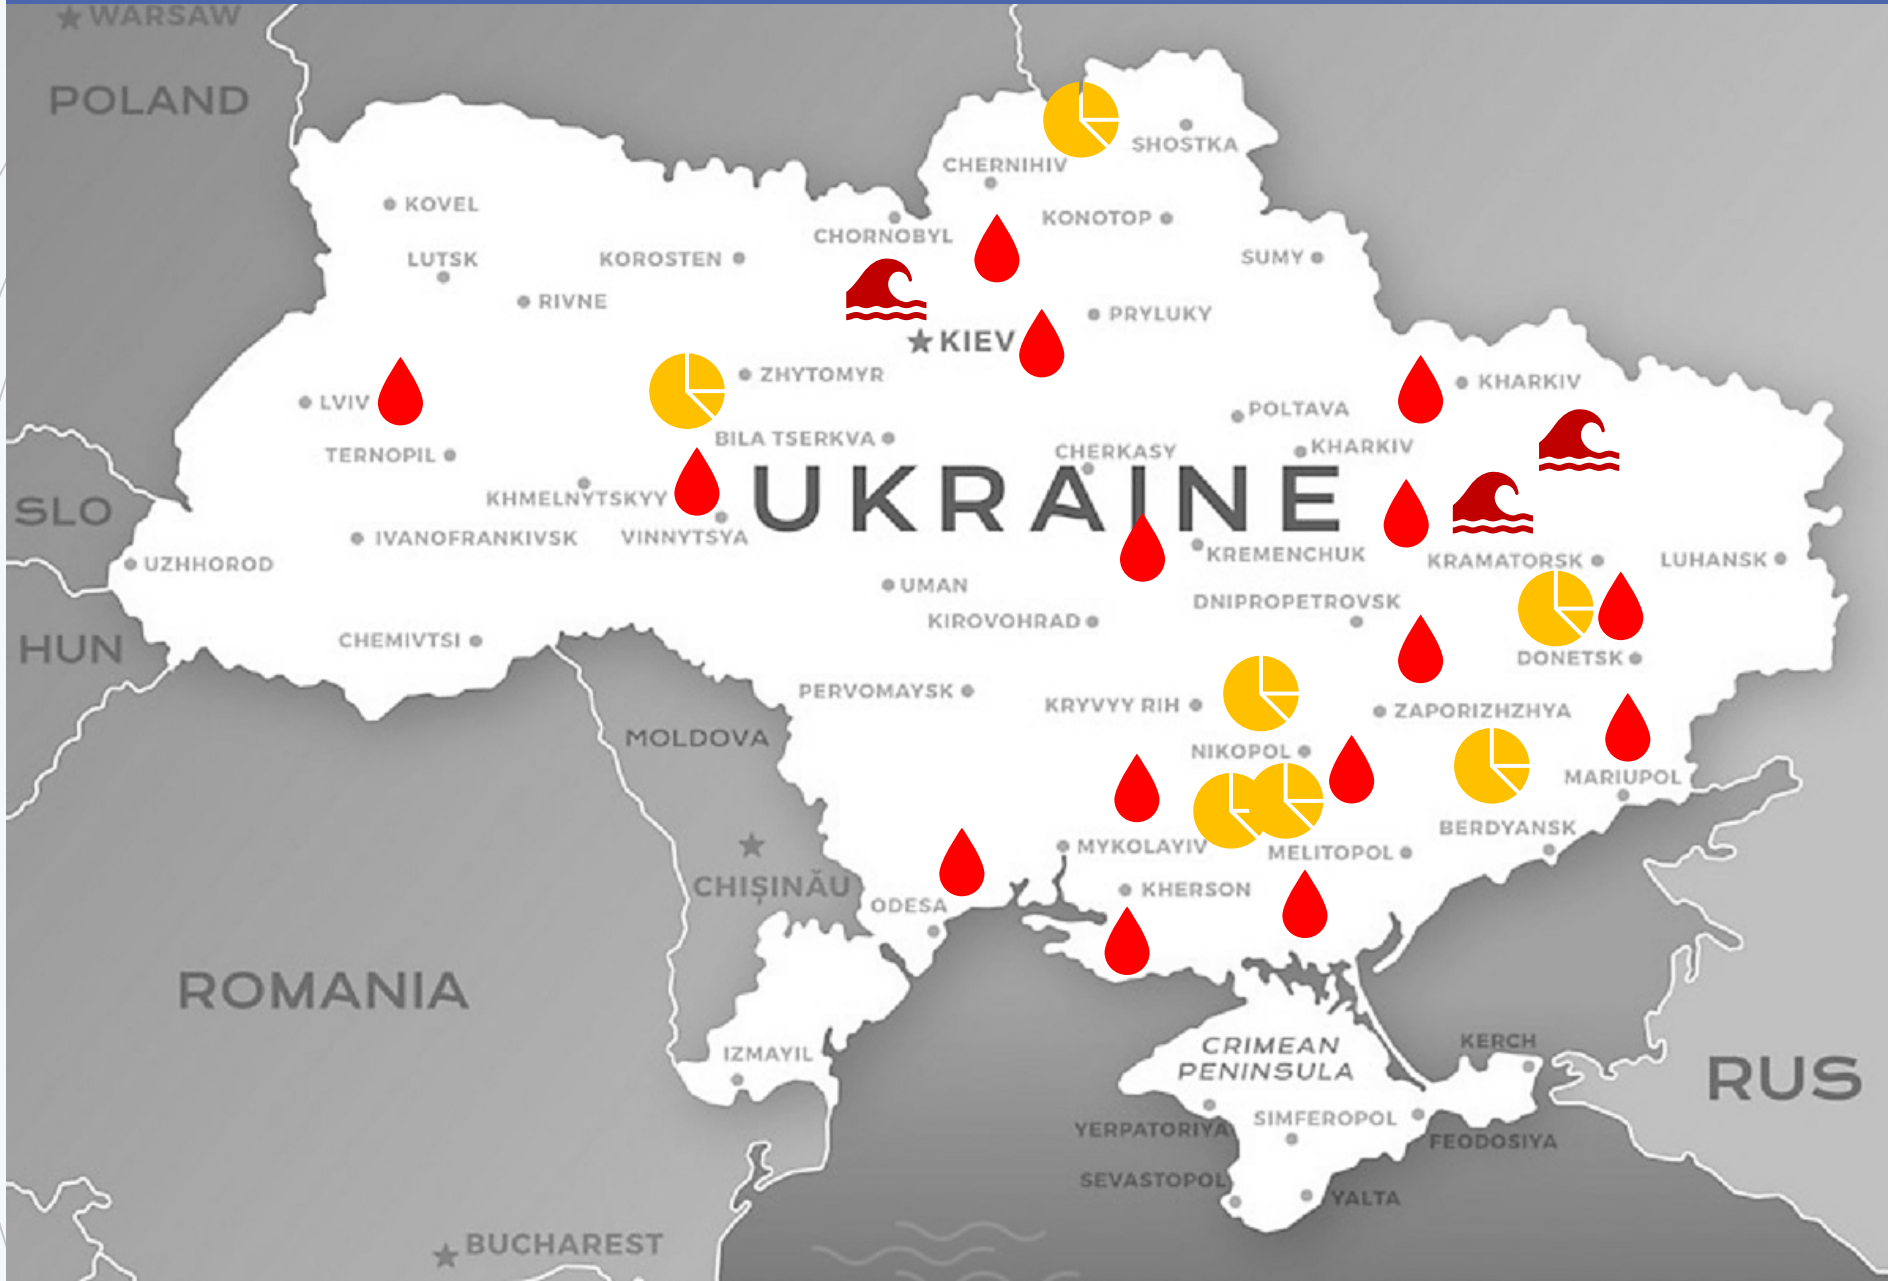 WARSAW
POLAND
SHOSTKA
CHERNIHIV
KOVEL
KONOTOP
CHORNOBYL
LUTSK
KOROSTEN
SUMY
RIVNE
PRYLUKY
KIEV
ZHYTOMYR
KHARKIV
LVIV
POLTAVA
BILA TSERKVA
KHARKIV
CHERKASY
TERNOPIL
UKRAINE
KHMELNYTSKYY
SLO
IVANOFRANKIVSK
VINNYTSYA
KREMENCHUK
UZHHOROD
KRAMATORSK
LUHANSK
UMAN
DNIPROPETROVSK
KIROVOHRAD
CHEMIVTSI
HUN
DONETSK
PERVOMAYSK
KRYVYY RIH
ZAPORIZHZHYA
MOLDOVA
NIKOPOL
MARIUPOL
BERDYANSK
MYKOLAYIV
MELITOPOL
CHIȘINĂU
KHERSON
ODESA
ROMANIA
CRIMEAN
PENINSULA
KERCH
IZMAYIL
RUS
SIMFEROPOL
YERPATORIYA
FEODOSIYA
SEVASTOPOL
YALTA
BUCHAREST